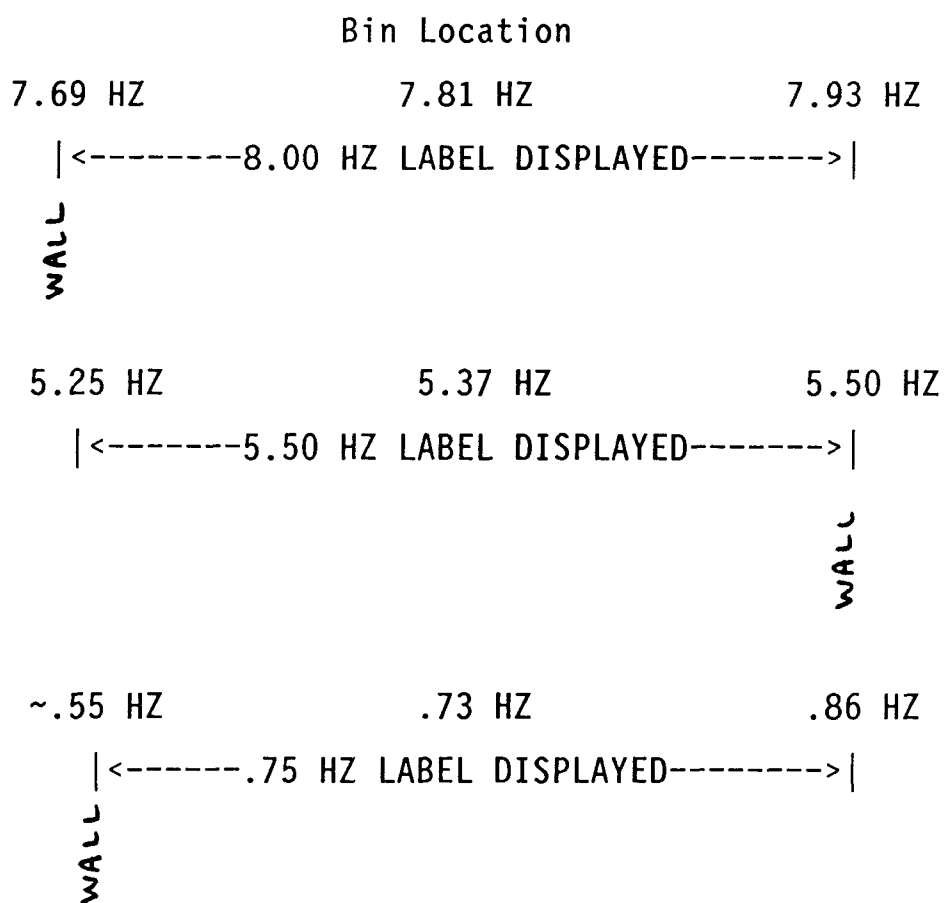 Bin Location
7.69 HZ 7.81 HZ 7.93 HZ
|<--------8.00 HZ LABEL DISPLAYED------->|
WALL
5.25 HZ 5.37 HZ 5.50 HZ
|<-------5.50 HZ LABEL DISPLAYED------->|
WALL
~.55 HZ .73 HZ .86 HZ
|<------.75 HZ LABEL DISPLAYED-------->|
WALL